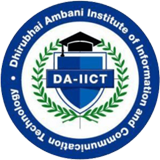 Dhirubhai Ambani Institute of Information and Communication Technology •
DA-IICT